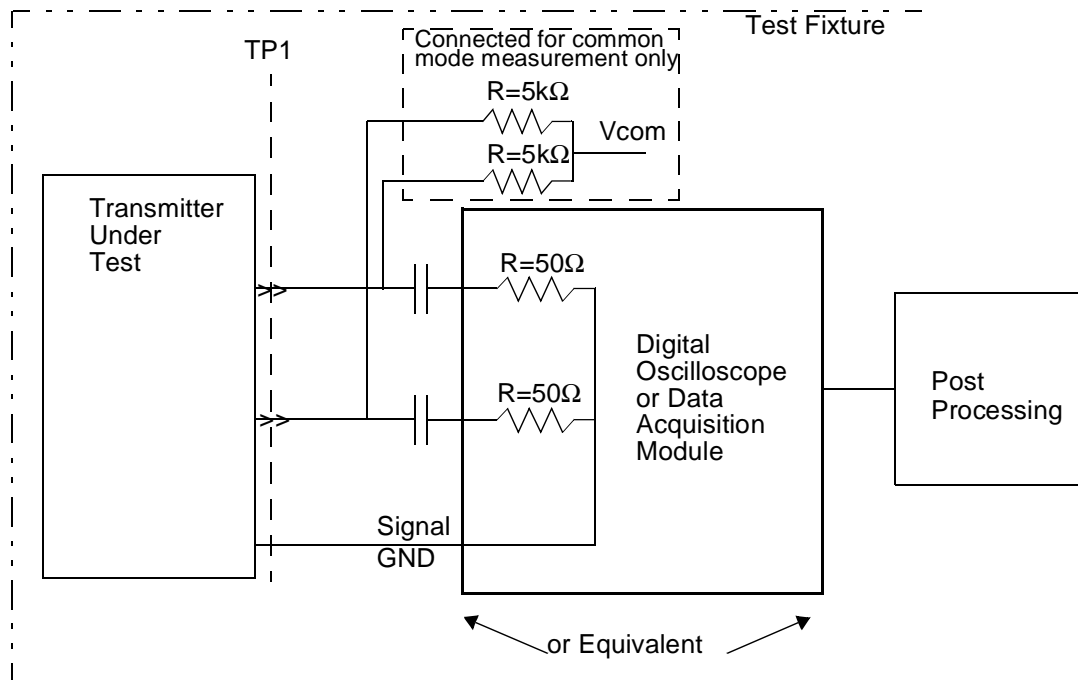 Test Fixture
TP1
Connected for common
mode measurement only
R=5kΩ
Vcom
R=5kΩ
Transmitter
Under
Test
R=50Ω
R=50Ω
Digital
Oscilloscope
or Data
Acquisition
Module
Post
Processing
Signal
GND
or Equivalent